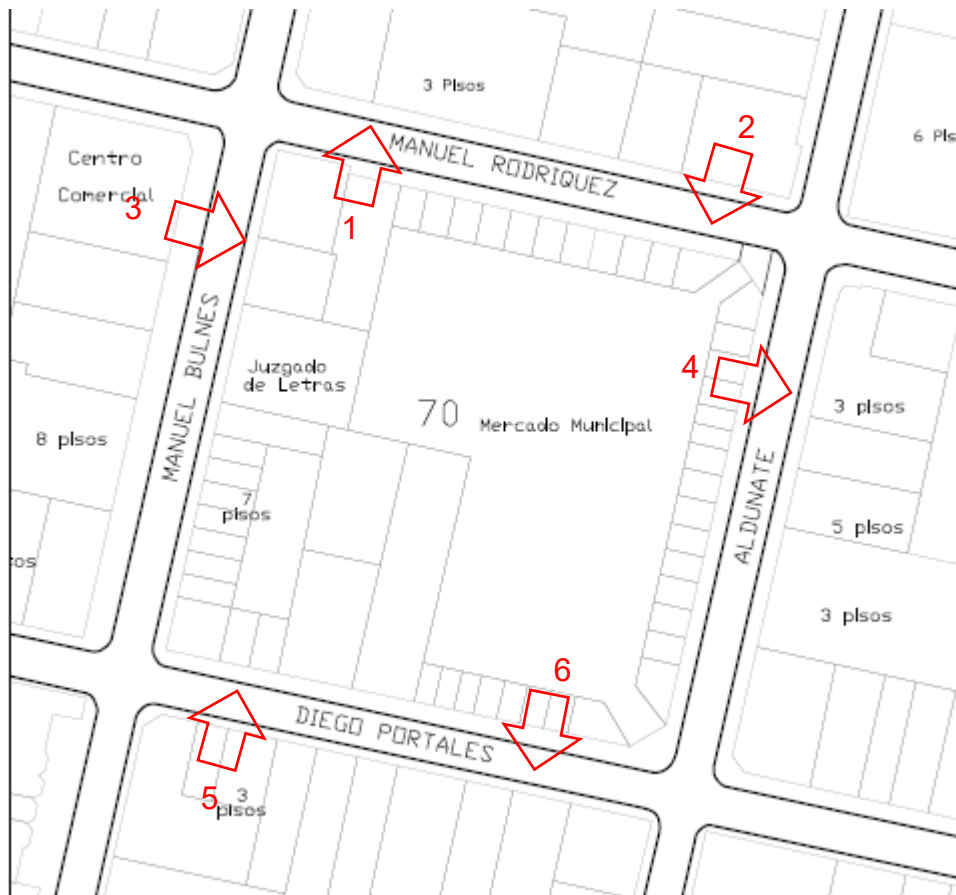 3 Pisos
MANUEL RODRIQUEZ
2
6 Pis
Centro
Comercial
3
1
MANUEL BULNES
Juzgado
de Letras
70
Mercado Municipal
4
3 pisos
8 pisos
7
pisos
ALDUNATE
5 pisos
os
3 pisos
6
DIEGO PORTALES
5
3
pisos